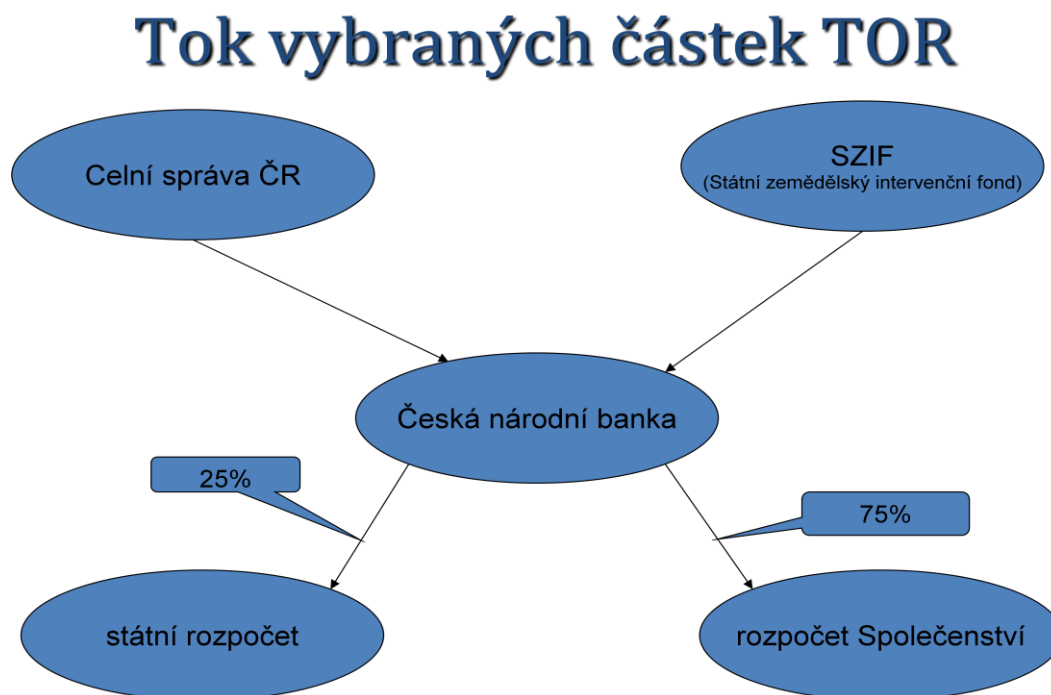 Tok vybraných částek TOR
Celní správa ČR
SZIF
(Státní zemědělský intervenční fond)
Česká národní banka
25%
75%
státní rozpočet
rozpočet Společenství